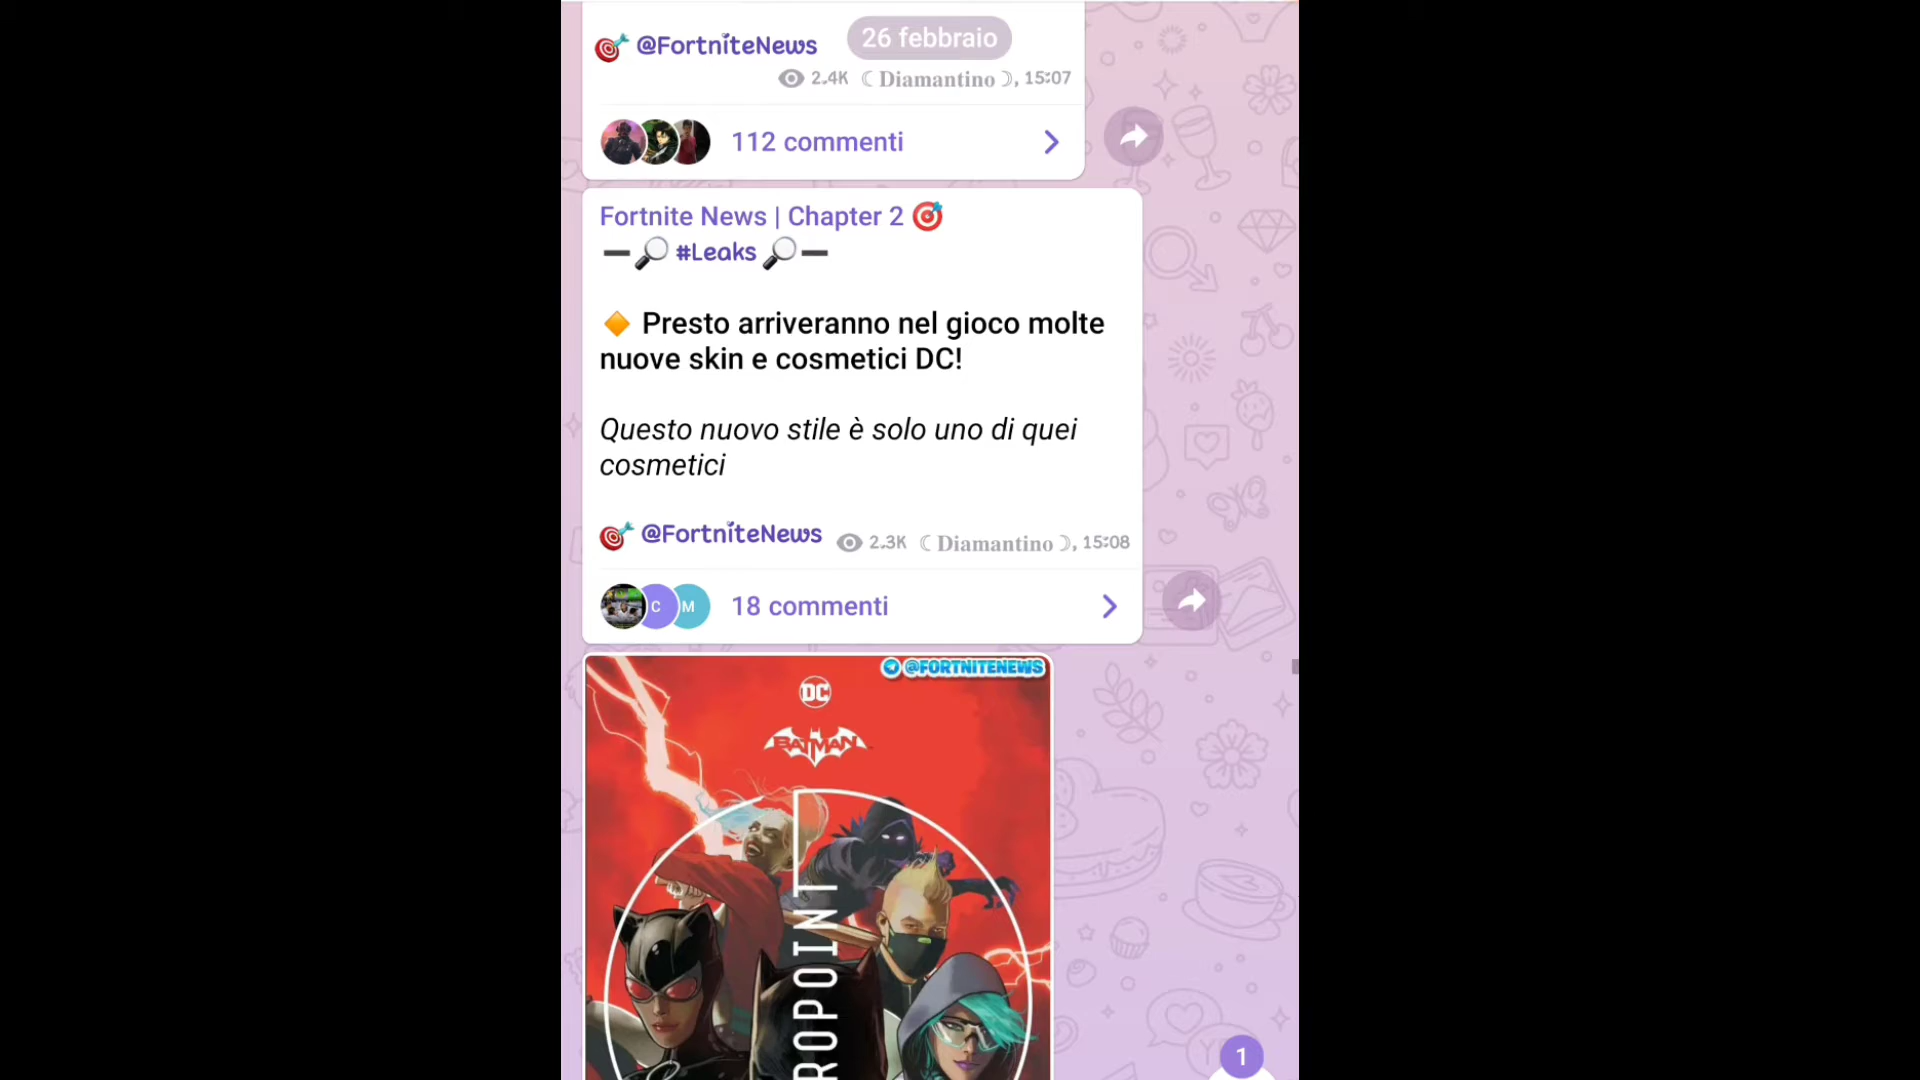 @FortniteNews
26 febbraio
2.4K ☾Diamantino☽, 15:07
112 commenti
Fortnite News | Chapter 2 🎯
➖🔎 #Leaks 🔎➖
🔶 Presto arriveranno nel gioco molte
nuove skin e cosmetici DC!
Questo nuovo stile è solo uno di quei
cosmetici
🎯 @FortniteNews 2.3K ☾Diamantino☽, 15:08
C M 18 commenti
@FORTNITENEWS
DC
BATMAN
ROPOINT
1